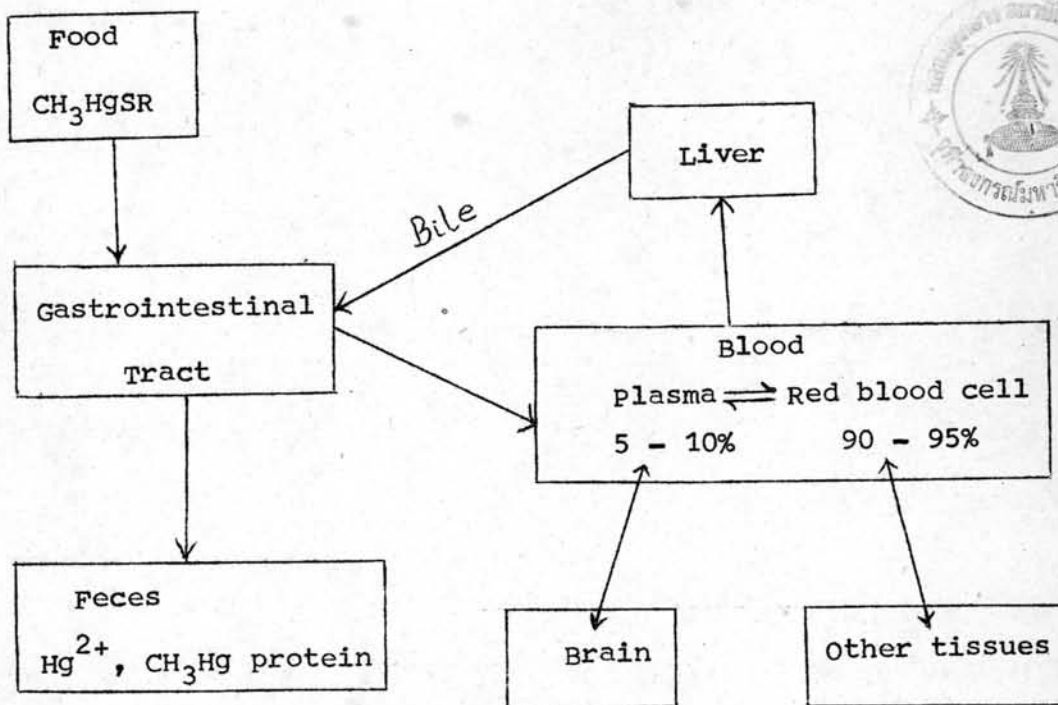 Food
CH₃HgSR
Liver
Bile
Gastrointestinal
Tract
Blood
Plasma ⇌ Red blood cell
5 - 10%
90 - 95%
Feces
Hg²⁺, CH₃Hg protein
Brain
Other tissues